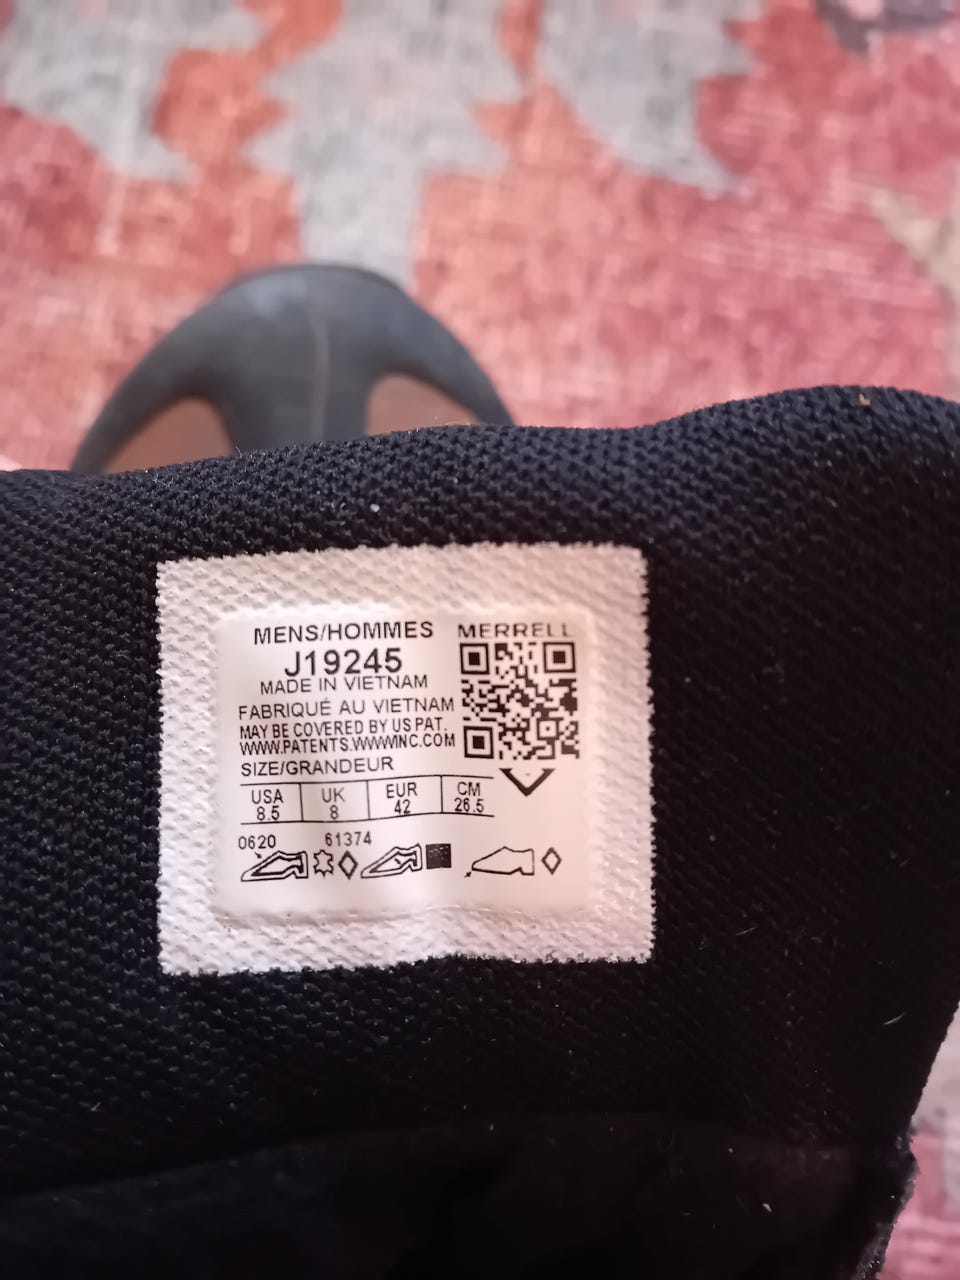 MENS/HOMMES
MERRELL
J19245
MADE IN VIETNAM
FABRIQUÉ AU VIETNAM
MAY BE COVERED BY US PAT.
WWW.PATENTS.WWWINC.COM
SIZE/GRANDEUR
USA UK EUR CM
8.5 8 42 26.5
0620 61374